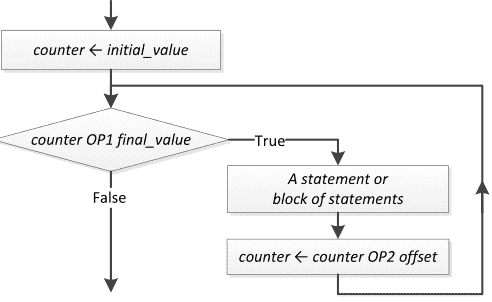 counter ← initial_value
counter OP1 final_value
True
A statement or
block of statements
False
counter ← counter OP2 offset